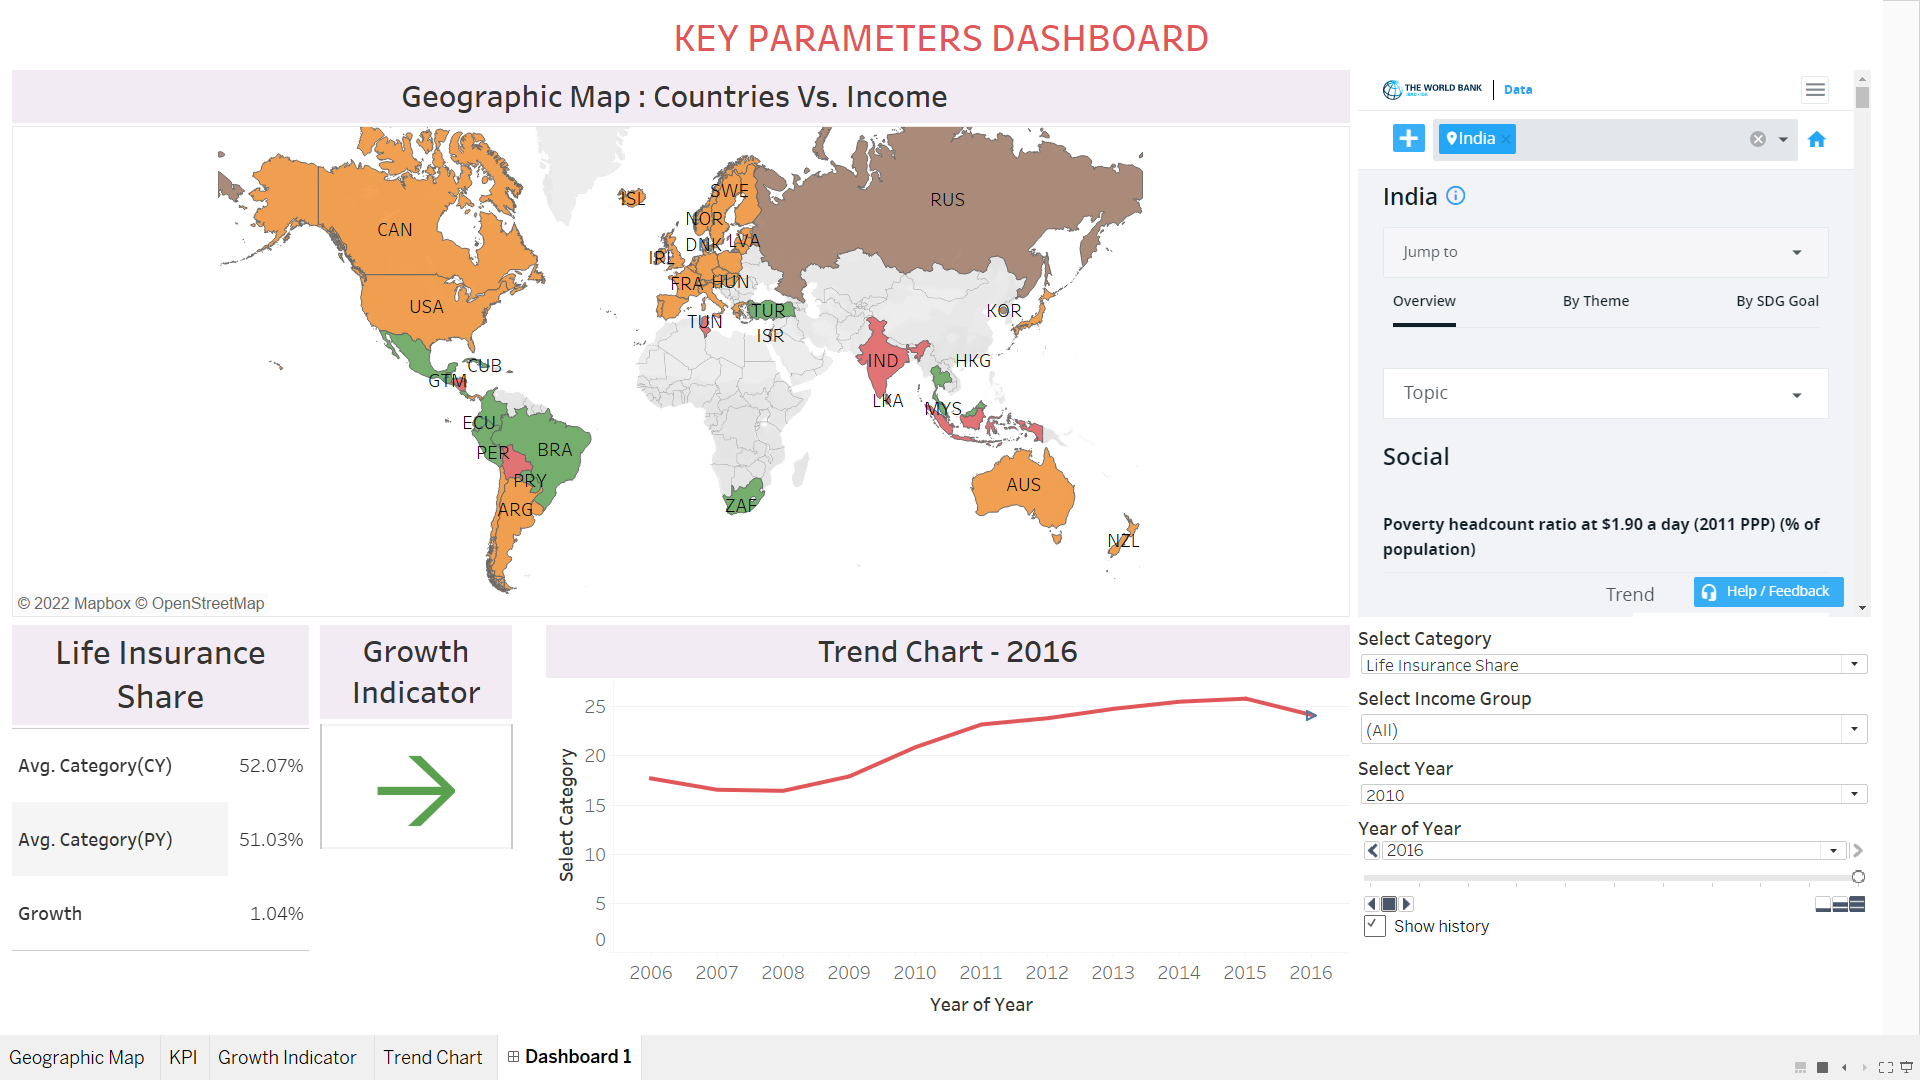 KEY PARAMETERS DASHBOARD
Geographic Map : Countries Vs. Income
CAN
USA
CUB
GTM
ECU
PER
BRA
PRY
ARG
ISL
SWE
NOR
DNK
LVA
IRL
FRA
HUN
TUN
TUR
ISR
RUS
KOR
IND
HKG
LKA
MYS
ZAF
AUS
NZL
© 2022 Mapbox © OpenStreetMap
THE WORLD BANK
IBRD • IDA
Data
India
India
Jump to
Overview
By Theme
By SDG Goal
Topic
Social
Poverty headcount ratio at $1.90 a day (2011 PPP) (% of
population)
Trend
Help / Feedback
Life Insurance
Share
Avg. Category(CY) 52.07%
Avg. Category(PY) 51.03%
Growth 1.04%
Growth
Indicator
Trend Chart - 2016
Select Category
25
20
15
10
5
0
2006 2007 2008 2009 2010 2011 2012 2013 2014 2015 2016
Year of Year
Select Category
Life Insurance Share
Select Income Group
(All)
Select Year
2010
Year of Year
2016
Show history
Geographic Map
KPI
Growth Indicator
Trend Chart
Dashboard 1